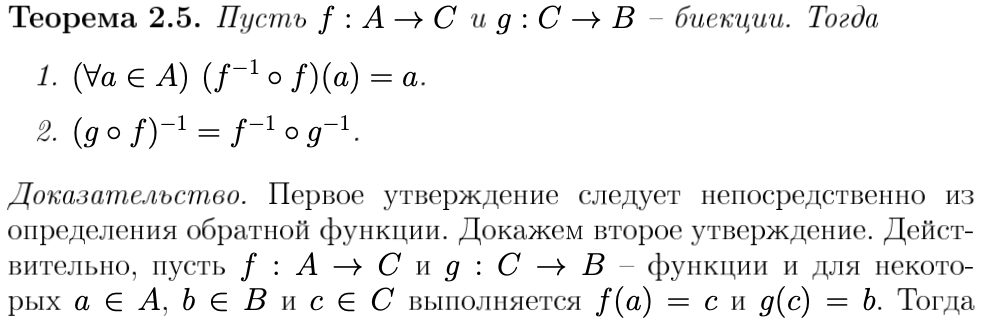 Теорема 2.5. Пусть f : A → C и g : C → B – биекции. Тогда
1. (∀a ∈ A) (f⁻¹ ∘ f)(a) = a.
2. (g ∘ f)⁻¹ = f⁻¹ ∘ g⁻¹.
Доказательство. Первое утверждение следует непосредственно из
определения обратной функции. Докажем второе утверждение. Дейст-
вительно, пусть f : A → C и g : C → B – функции и для некото-
рых a ∈ A, b ∈ B и c ∈ C выполняется f(a) = c и g(c) = b. Тогда